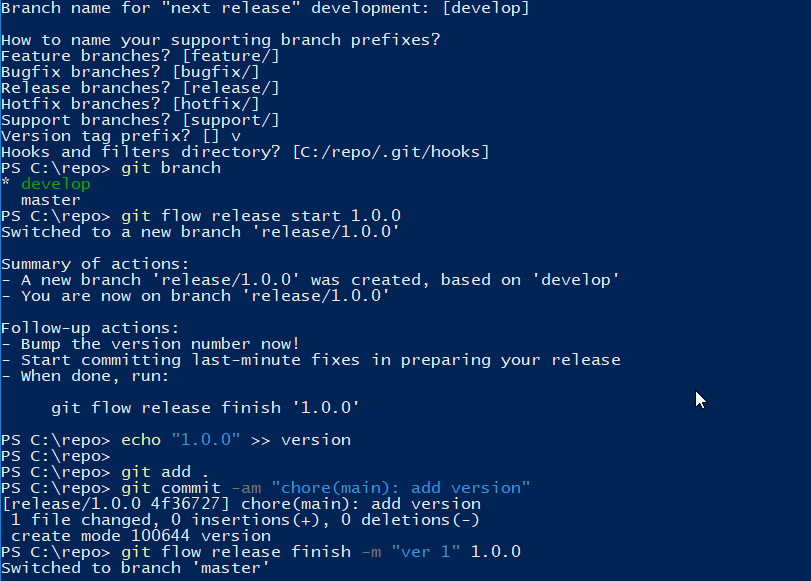 Branch name for "next release" development: [develop]
How to name your supporting branch prefixes?
Feature branches? [feature/]
Bugfix branches? [bugfix/]
Release branches? [release/]
Hotfix branches? [hotfix/]
Support branches? [support/]
Version tag prefix? [] v
Hooks and filters directory? [C:/repo/.git/hooks]
PS C:\repo> git branch
* develop
  master
PS C:\repo> git flow release start 1.0.0
Switched to a new branch 'release/1.0.0'
Summary of actions:
- A new branch 'release/1.0.0' was created, based on 'develop'
- You are now on branch 'release/1.0.0'
Follow-up actions:
- Bump the version number now!
- Start committing last-minute fixes in preparing your release
- When done, run:
     git flow release finish '1.0.0'
PS C:\repo> echo "1.0.0" >> version
PS C:\repo>
PS C:\repo> git add .
PS C:\repo> git commit -am "chore(main): add version"
[release/1.0.0 4f36727] chore(main): add version
 1 file changed, 0 insertions(+), 0 deletions(-)
 create mode 100644 version
PS C:\repo> git flow release finish -m "ver 1" 1.0.0
Switched to branch 'master'